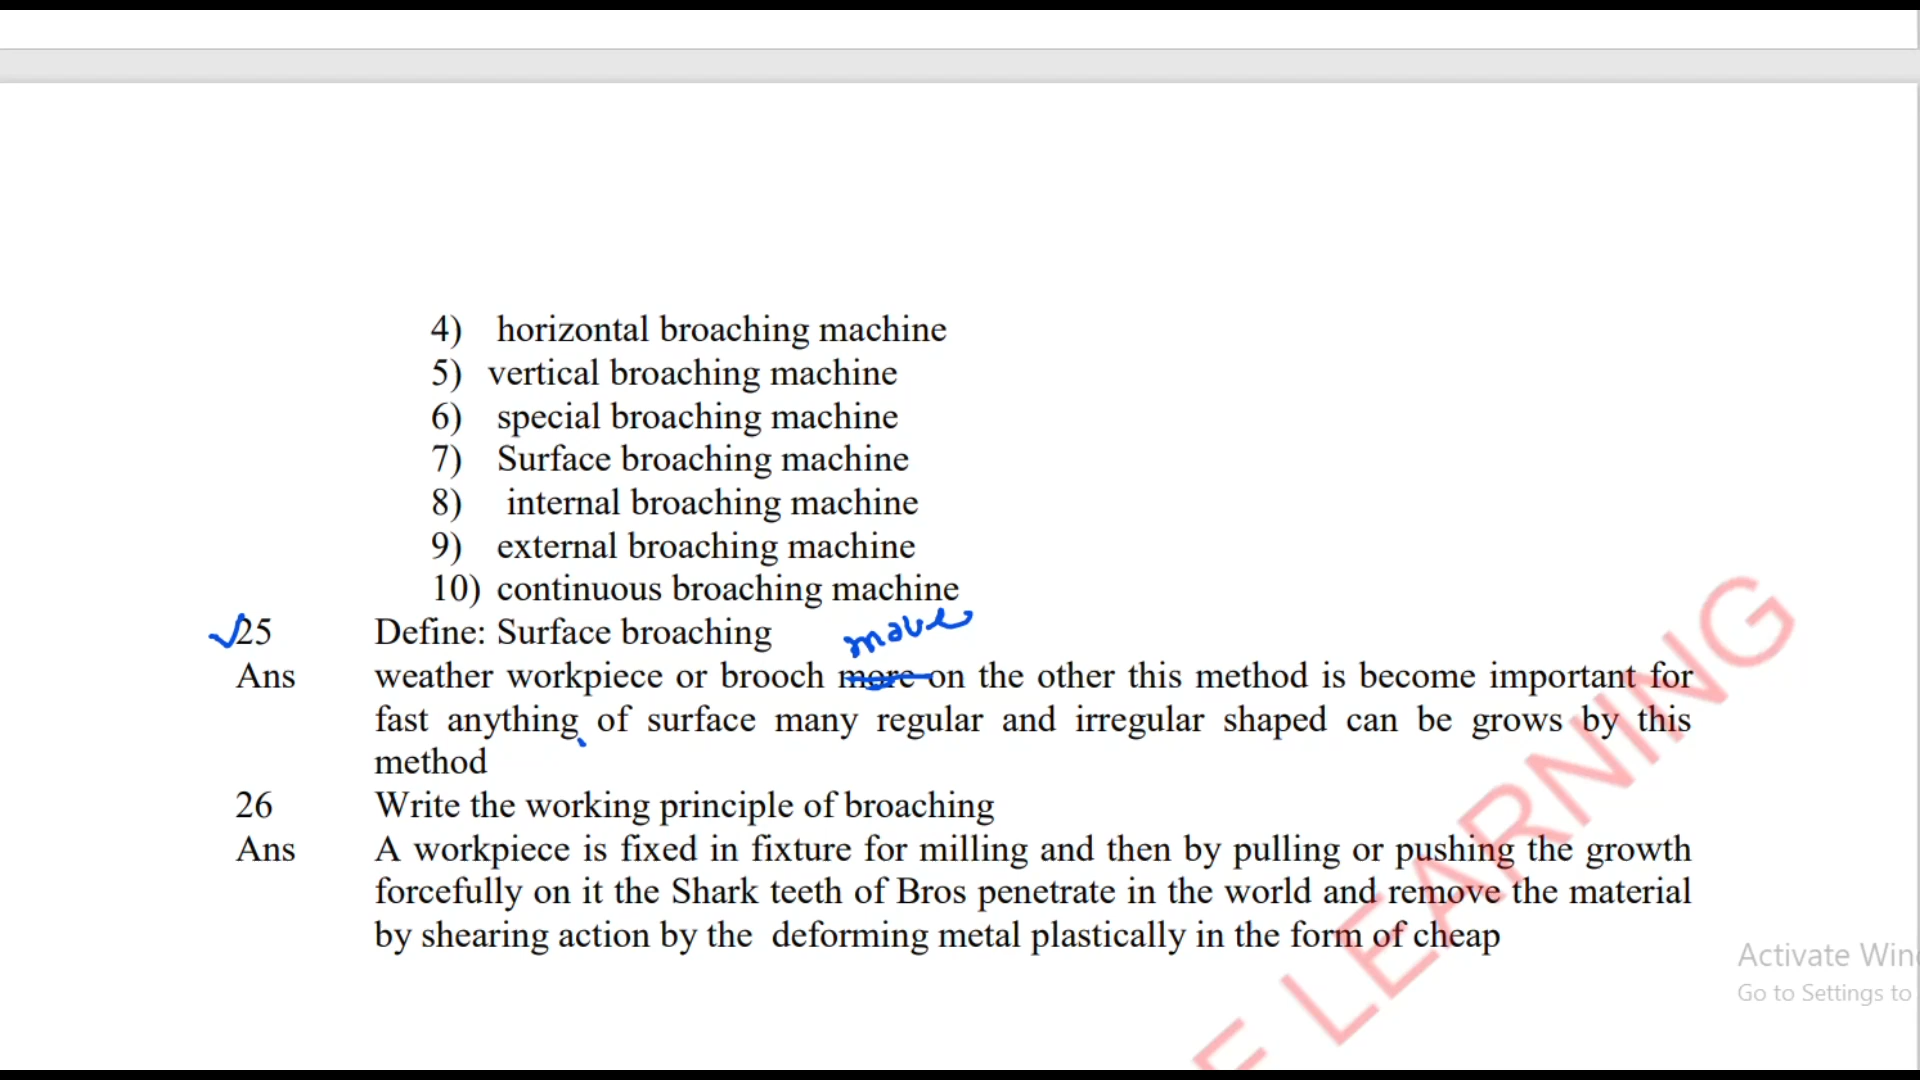 4) horizontal broaching machine
5) vertical broaching machine
6) special broaching machine
7) Surface broaching machine
8) internal broaching machine
9) external broaching machine
10) continuous broaching machine
25 Define: Surface broaching
move
Ans weather workpiece or brooch more on the other this method is become important for
fast anything of surface many regular and irregular shaped can be grows by this
method
26 Write the working principle of broaching
Ans A workpiece is fixed in fixture for milling and then by pulling or pushing the growth
forcefully on it the Shark teeth of Bros penetrate in the world and remove the material
by shearing action by the deforming metal plastically in the form of cheap
E LEARNING
Activate Win
Go to Settings to